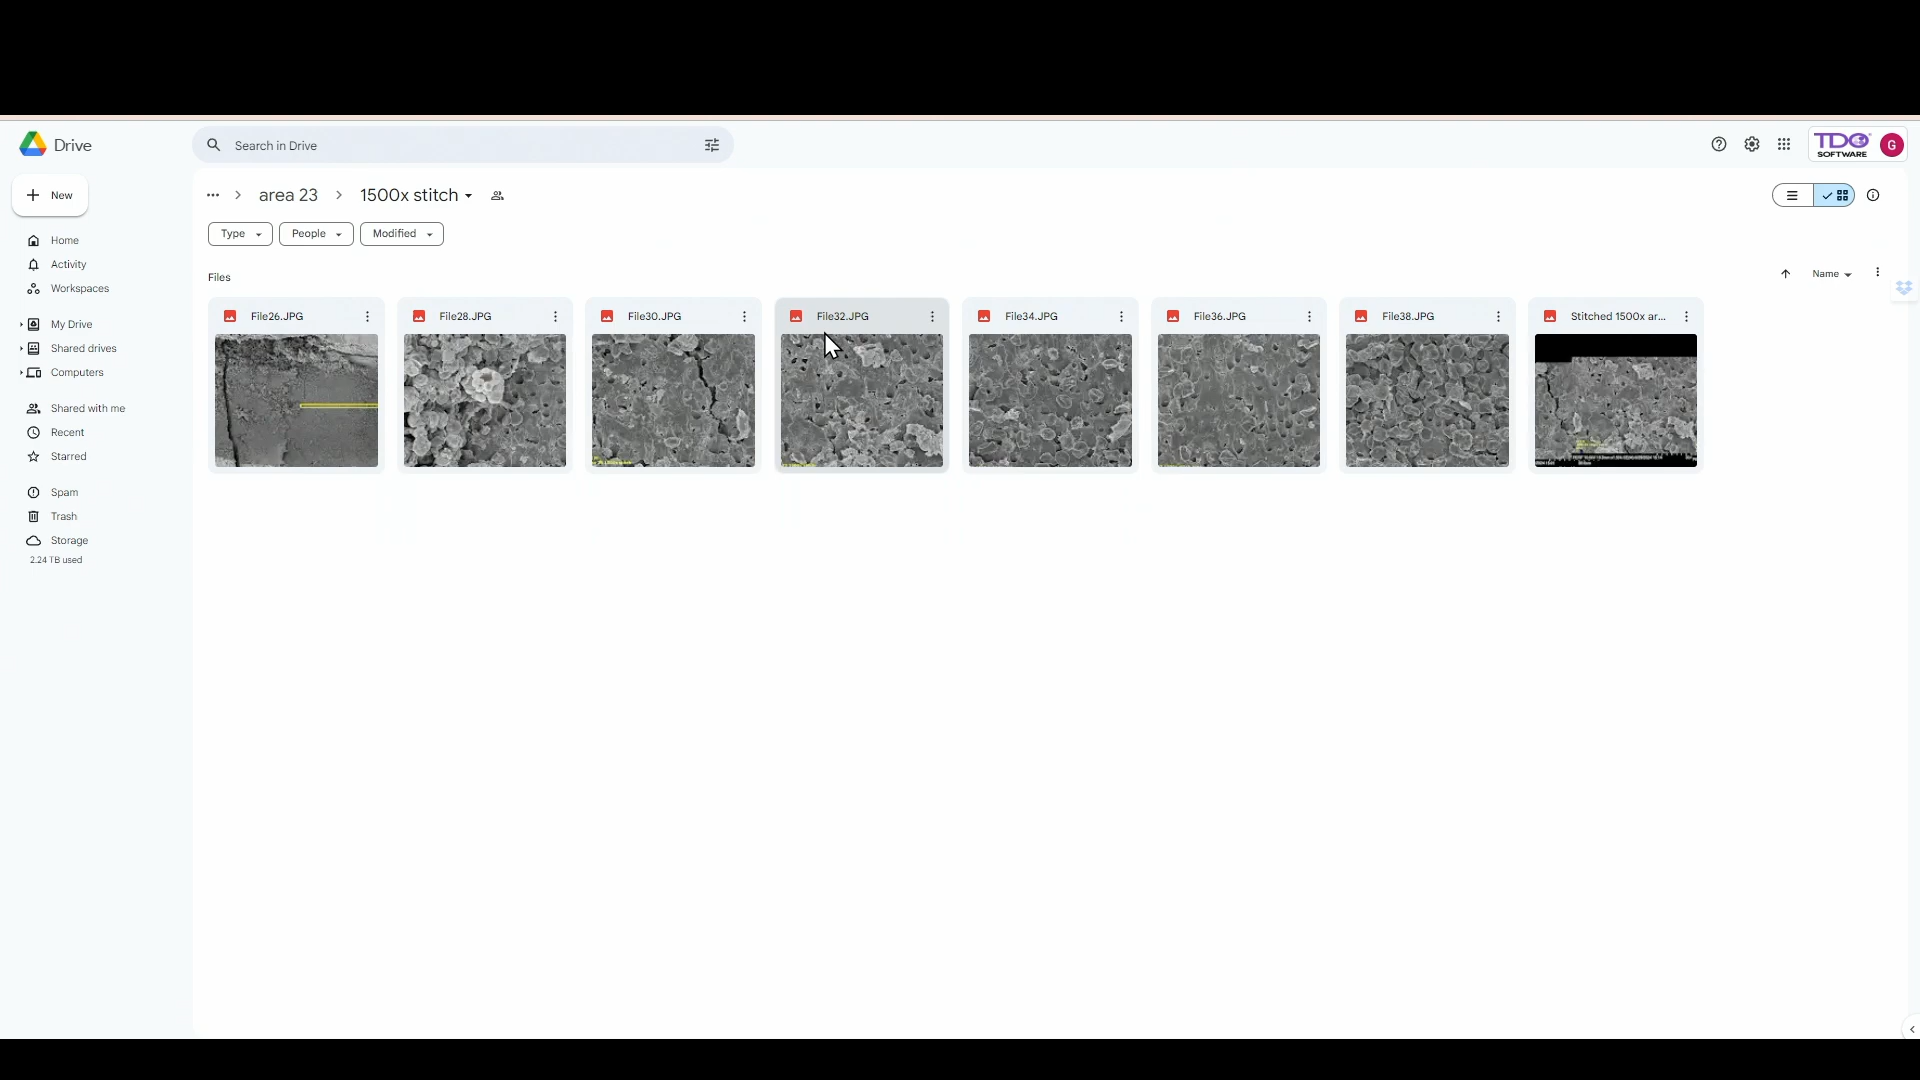 Drive
Search in Drive
TDO
SOFTWARE
G
New
... > area 23 > 1500x stitch
Type
People
Modified
Home
Activity
Workspaces
My Drive
Shared drives
Computers
Shared with me
Recent
Starred
Spam
Trash
Storage
2.24 TB used
Files
Name
File26.JPG
File28.JPG
File30.JPG
File32.JPG
File34.JPG
File36.JPG
File38.JPG
Stitched 1500x ar...